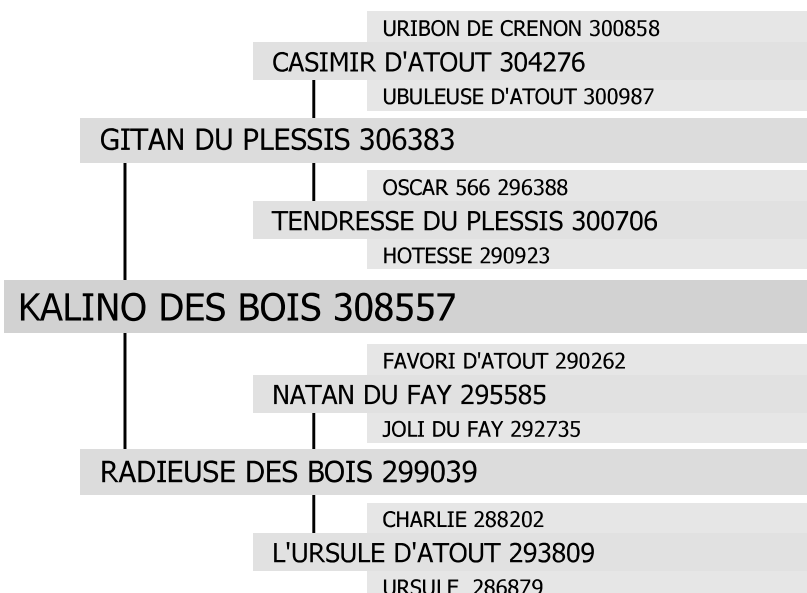 URIBON DE CRENON 300858
CASIMIR D'ATOUT 304276
UBULEUSE D'ATOUT 300987
GITAN DU PLESSIS 306383
OSCAR 566 296388
TENDRESSE DU PLESSIS 300706
HOTESSE 290923
KALINO DES BOIS 308557
FAVORI D'ATOUT 290262
NATAN DU FAY 295585
JOLI DU FAY 292735
RADIEUSE DES BOIS 299039
CHARLIE 288202
L'URSULE D'ATOUT 293809
URSULE 286879